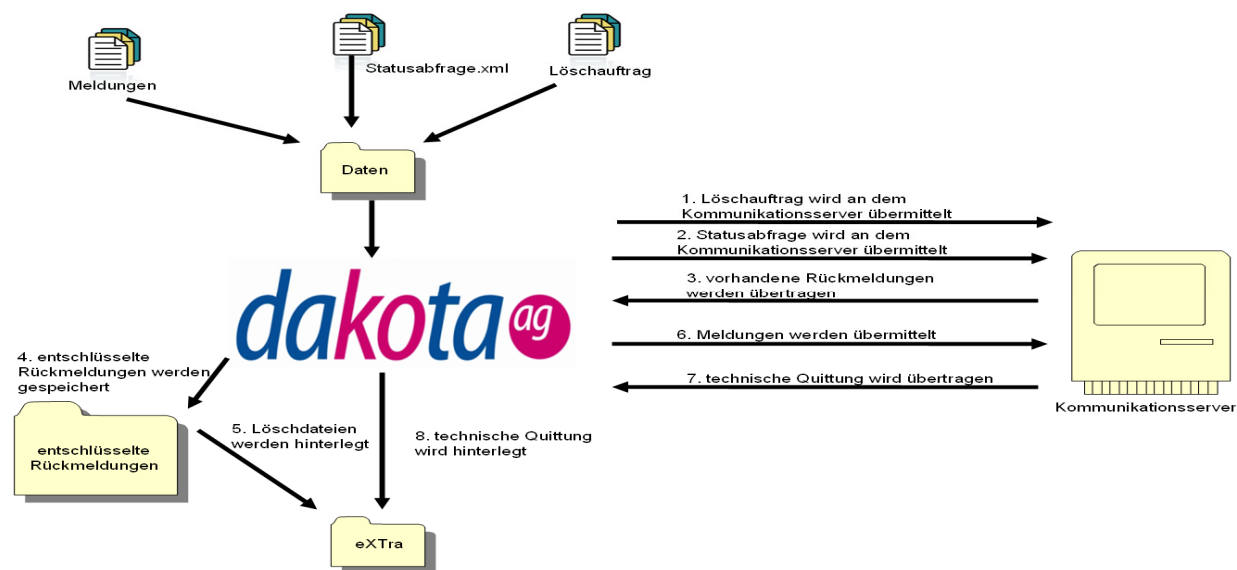 Meldungen
Statusabfrage.xml
Löschauftrag
Daten
1. Löschauftrag wird an dem
Kommunikationsserver übermittelt
2. Statusabfrage wird an dem
Kommunikationsserver übermittelt
3. vorhandene Rückmeldungen
werden übertragen
dakota ag
6. Meldungen werden übermittelt
7. technische Quittung wird übertragen
Kommunikationsserver
4. entschlüsselte
Rückmeldungen werden
gespeichert
entschlüsselte
Rückmeldungen
5. Löschdateien
werden hinterlegt
8. technische Quittung
wird hinterlegt
eXTra